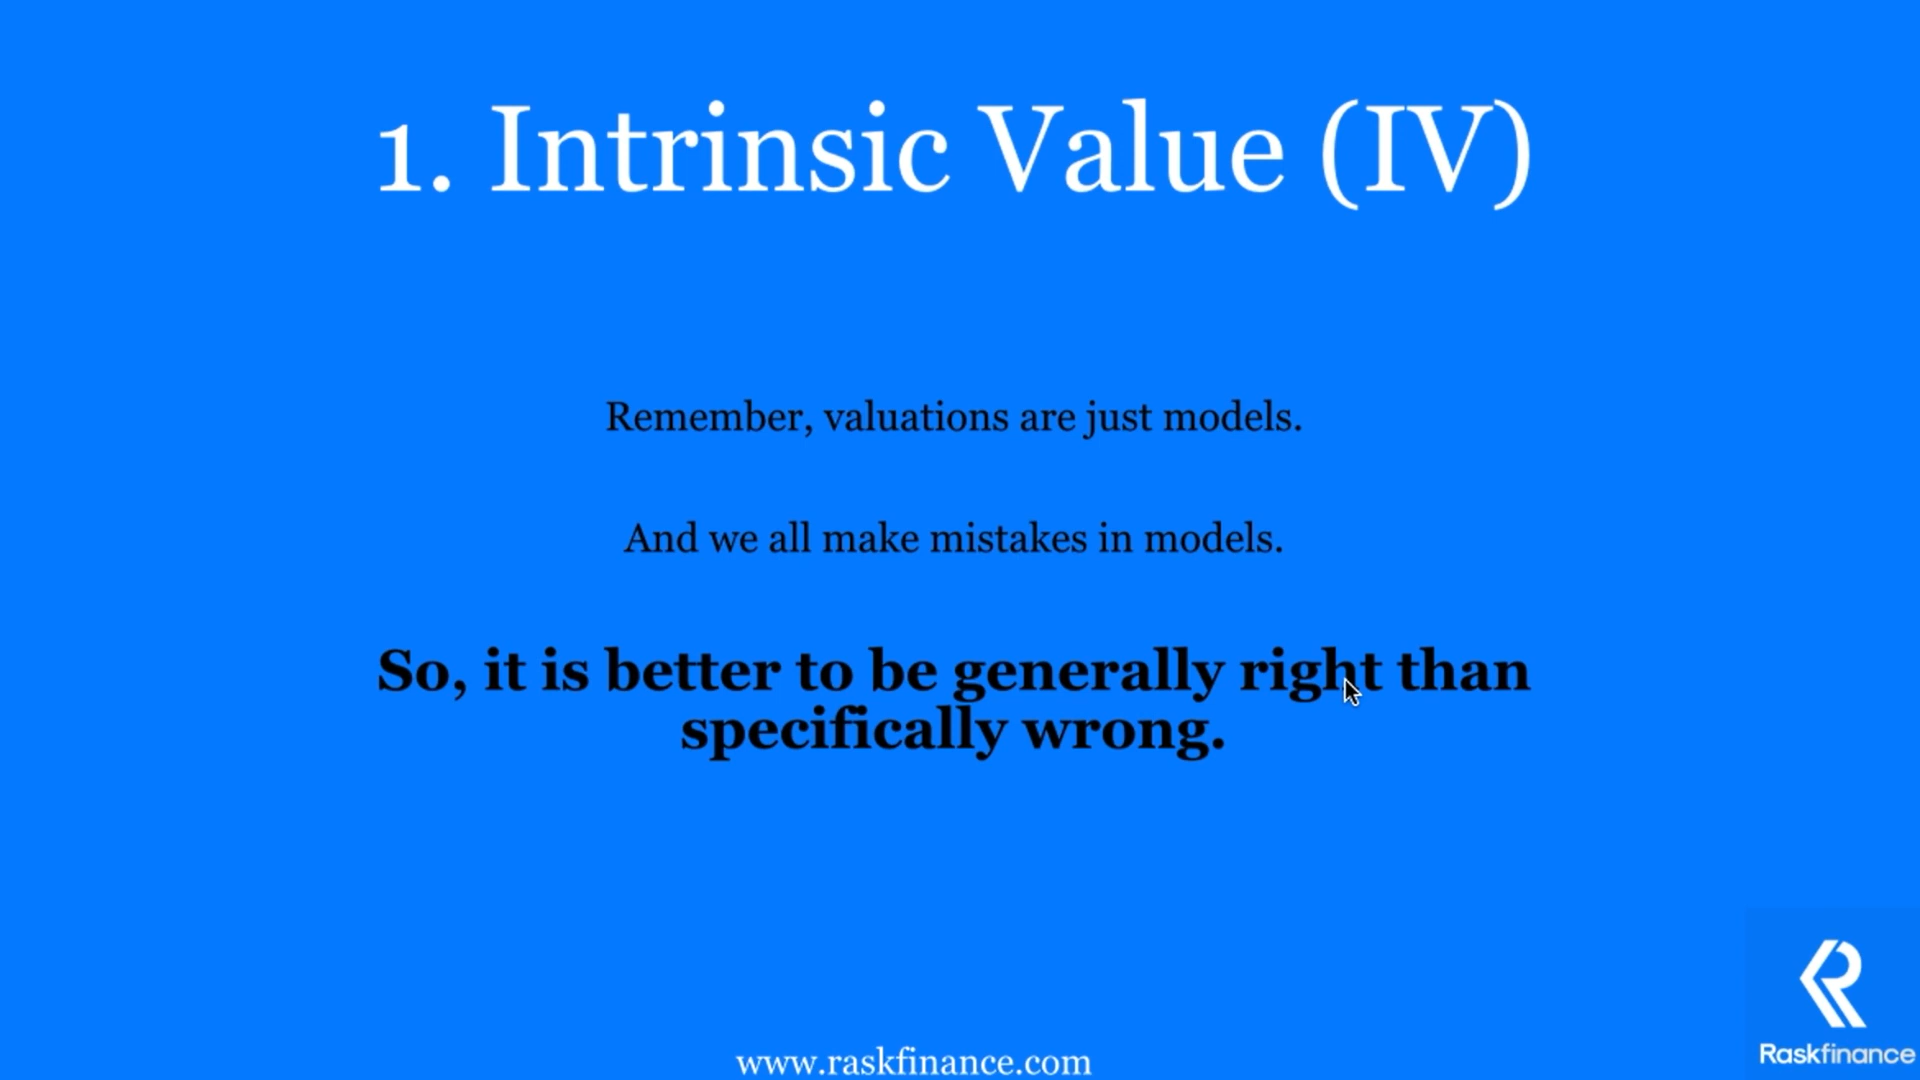 1. Intrinsic Value (IV)
Remember, valuations are just models.
And we all make mistakes in models.
So, it is better to be generally right than
specifically wrong.
www.raskfinance.com
Raskfinance